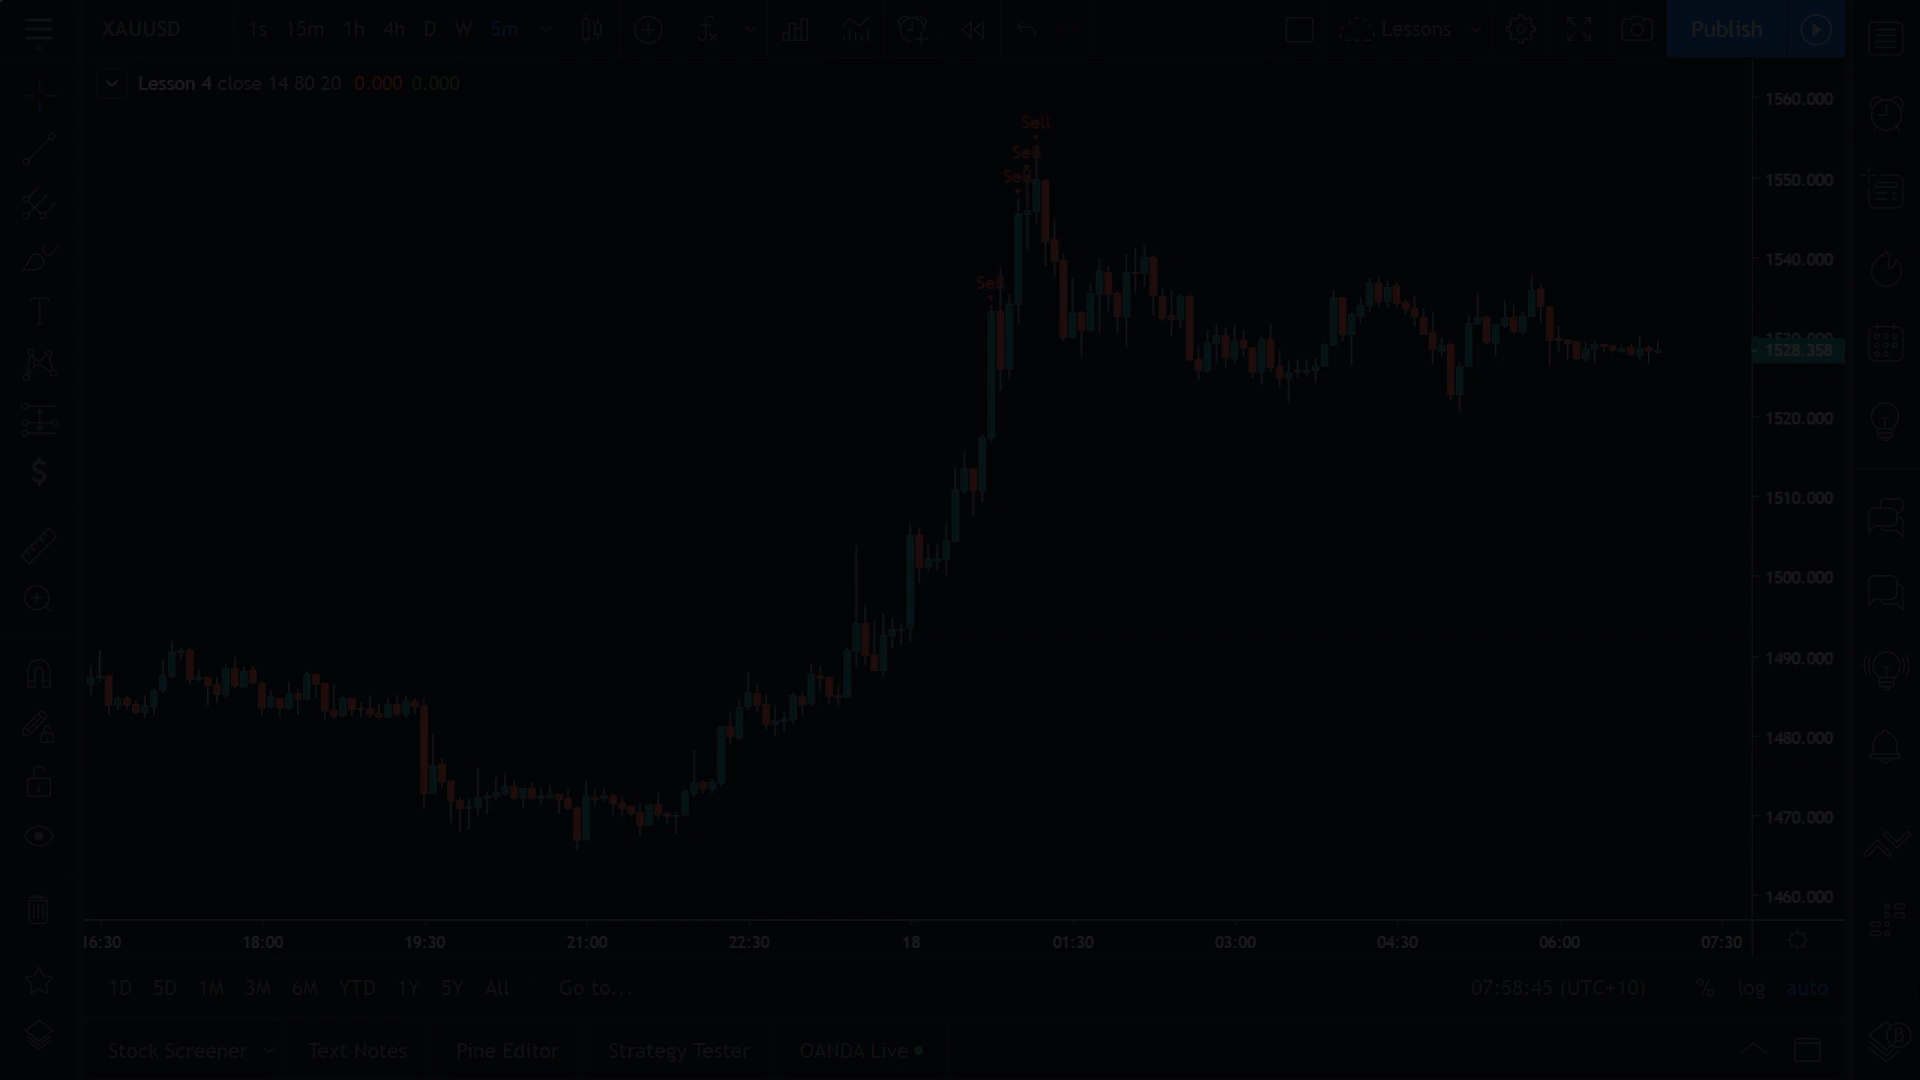 XAUUSD 1s 15m 1h 4h D W 5m Lessons Publish
Lesson 4 close 14 80 20 0.000 0.000
1560.000
Sell
Sell
Sell
1550.000
1540.000
Sell
1528.358
1520.000
1510.000
1500.000
1490.000
1480.000
1470.000
1460.000
16:30 18:00 19:30 21:00 22:30 18 01:30 03:00 04:30 06:00 07:30
1D 5D 1M 3M 6M YTD 1Y 5Y All Go to... 07:58:45 (UTC+10) % log auto
Stock Screener Text Notes Pine Editor Strategy Tester OANDA Live